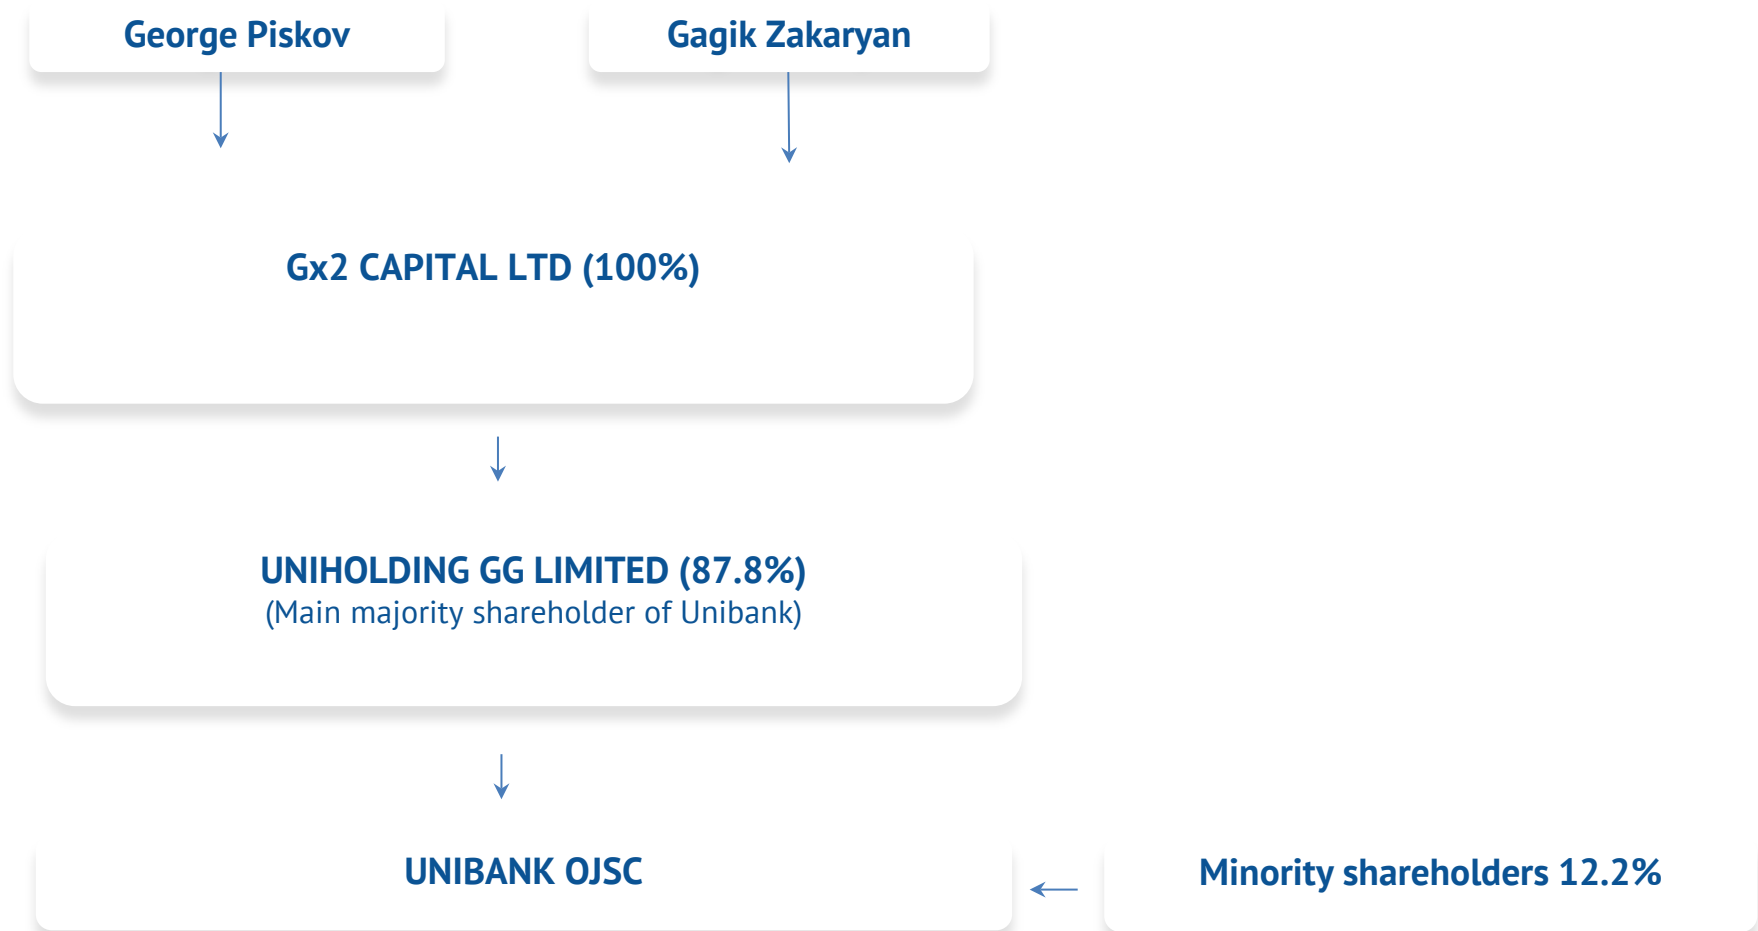 George Piskov
Gagik Zakaryan
Gx2 CAPITAL LTD (100%)
UNIHOLDING GG LIMITED (87.8%)
(Main majority shareholder of Unibank)
UNIBANK OJSC
Minority shareholders 12.2%